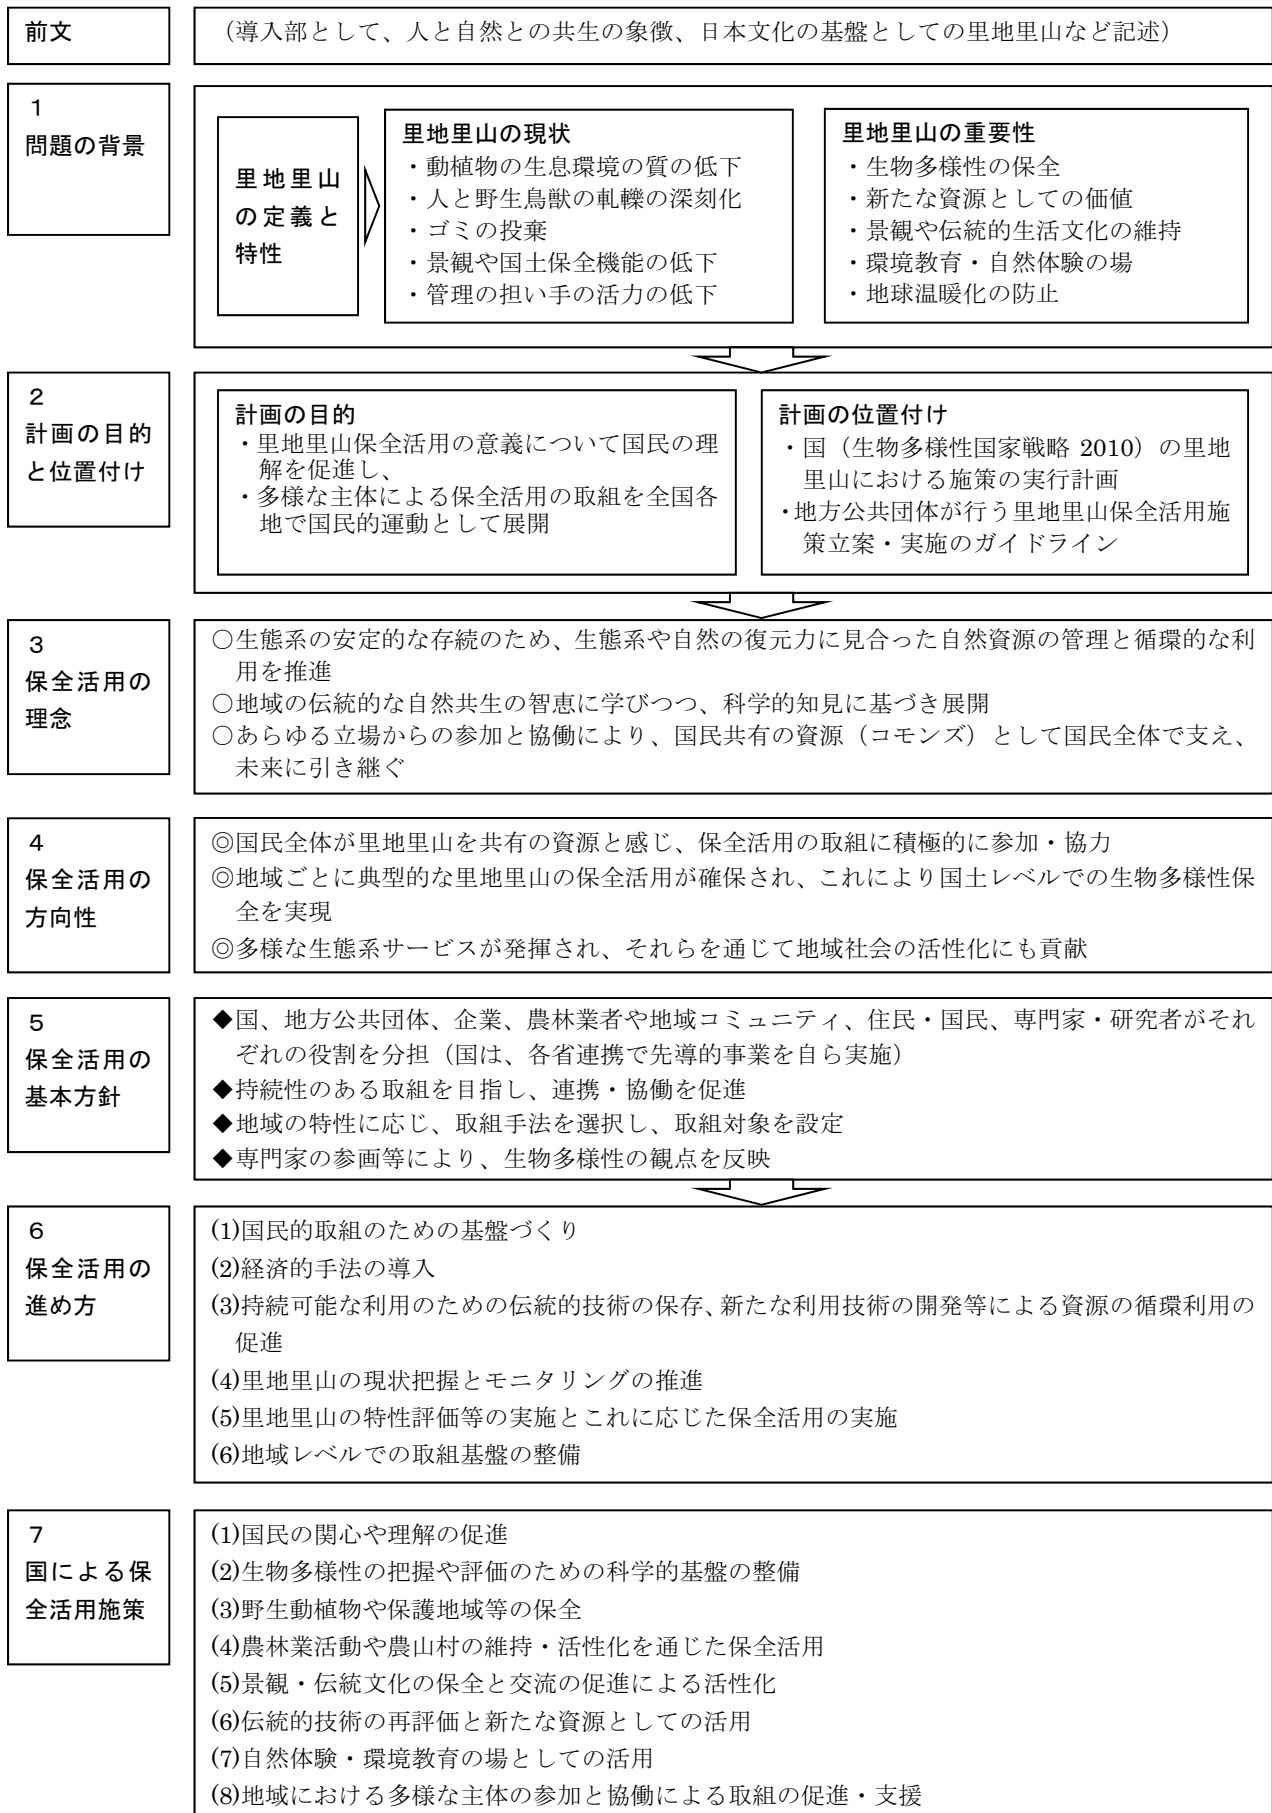 前文
（導入部として、人と自然との共生の象徴、日本文化の基盤としての里地里山など記述）
１
問題の背景
里地里山
の定義と
特性
里地里山の現状
・動植物の生息環境の質の低下
・人と野生鳥獣の軋轢の深刻化
・ゴミの投棄
・景観や国土保全機能の低下
・管理の担い手の活力の低下
里地里山の重要性
・生物多様性の保全
・新たな資源としての価値
・景観や伝統的生活文化の維持
・環境教育・自然体験の場
・地球温暖化の防止
２
計画の目的
と位置付け
計画の目的
・里地里山保全活用の意義について国民の理
解を促進し、
・多様な主体による保全活用の取組を全国各
地で国民的運動として展開
計画の位置付け
・国（生物多様性国家戦略 2010）の里地
里山における施策の実行計画
・地方公共団体が行う里地里山保全活用施
策立案・実施のガイドライン
３
保全活用の
理念
○生態系の安定的な存続のため、生態系や自然の復元力に見合った自然資源の管理と循環的な利
用を推進
○地域の伝統的な自然共生の智恵に学びつつ、科学的知見に基づき展開
○あらゆる立場からの参加と協働により、国民共有の資源（コモンズ）として国民全体で支え、
未来に引き継ぐ
４
保全活用の
方向性
◎国民全体が里地里山を共有の資源と感じ、保全活用の取組に積極的に参加・協力
◎地域ごとに典型的な里地里山の保全活用が確保され、これにより国土レベルでの生物多様性保
全を実現
◎多様な生態系サービスが発揮され、それらを通じて地域社会の活性化にも貢献
５
保全活用の
基本方針
◆国、地方公共団体、企業、農林業者や地域コミュニティ、住民・国民、専門家・研究者がそれ
ぞれの役割を分担（国は、各省連携で先導的事業を自ら実施）
◆持続性のある取組を目指し、連携・協働を促進
◆地域の特性に応じ、取組手法を選択し、取組対象を設定
◆専門家の参画等により、生物多様性の観点を反映
６
保全活用の
進め方
(1)国民的取組のための基盤づくり
(2)経済的手法の導入
(3)持続可能な利用のための伝統的技術の保存、新たな利用技術の開発等による資源の循環利用の
促進
(4)里地里山の現状把握とモニタリングの推進
(5)里地里山の特性評価等の実施とこれに応じた保全活用の実施
(6)地域レベルでの取組基盤の整備
７
国による保
全活用施策
(1)国民の関心や理解の促進
(2)生物多様性の把握や評価のための科学的基盤の整備
(3)野生動植物や保護地域等の保全
(4)農林業活動や農山村の維持・活性化を通じた保全活用
(5)景観・伝統文化の保全と交流の促進による活性化
(6)伝統的技術の再評価と新たな資源としての活用
(7)自然体験・環境教育の場としての活用
(8)地域における多様な主体の参加と協働による取組の促進・支援